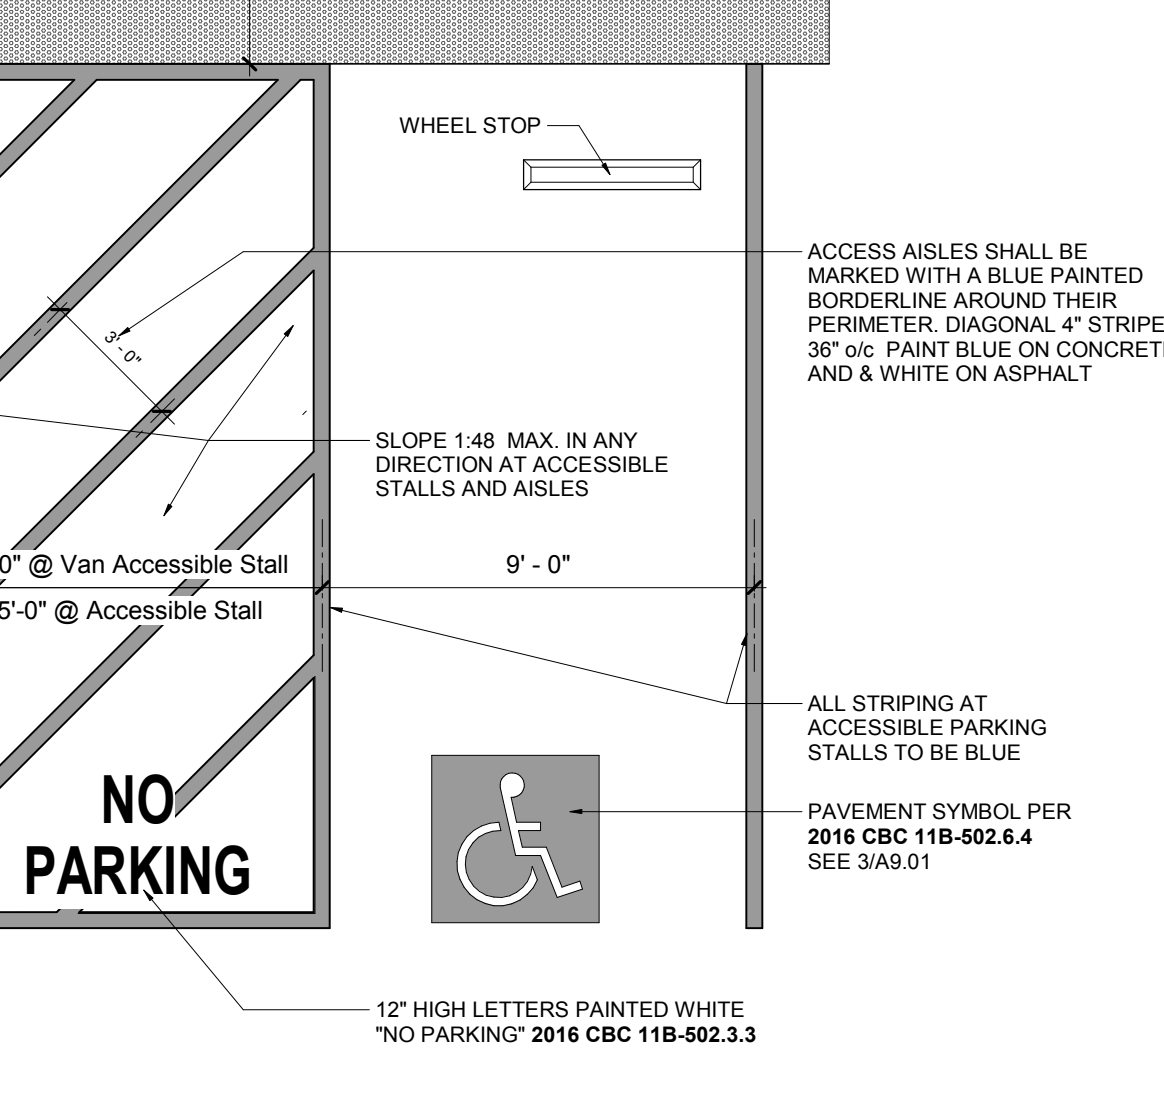 WHEEL STOP
ACCESS AISLES SHALL BE
MARKED WITH A BLUE PAINTED
BORDERLINE AROUND THEIR
PERIMETER. DIAGONAL 4" STRIPE
36" o/c PAINT BLUE ON CONCRET
AND & WHITE ON ASPHALT
3' - 0"
SLOPE 1:48 MAX. IN ANY
DIRECTION AT ACCESSIBLE
STALLS AND AISLES
0" @ Van Accessible Stall
9' - 0"
5'-0" @ Accessible Stall
ALL STRIPING AT
ACCESSIBLE PARKING
STALLS TO BE BLUE
NO
PARKING
PAVEMENT SYMBOL PER
2016 CBC 11B-502.6.4
SEE 3/A9.01
12" HIGH LETTERS PAINTED WHITE
"NO PARKING" 2016 CBC 11B-502.3.3